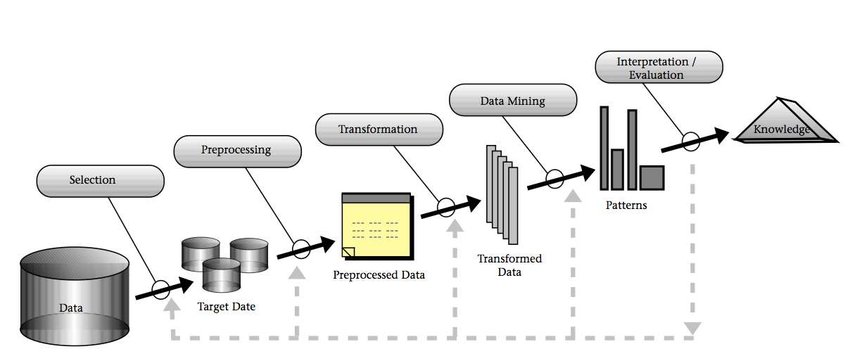 Interpretation /
Evaluation
Data Mining
Knowledge
Transformation
Preprocessing
Selection
Patterns
Transformed
Data
Preprocessed Data
Target Date
Data